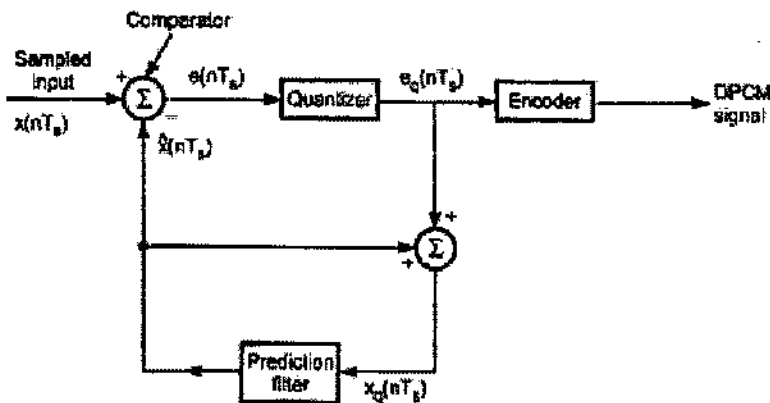 Comparator
Sampled
input
+
Σ
−
e(nTs)
Quantizer
eq(nTs)
Encoder
DPCM
signal
x(nTs)
x̂(nTs)
+
+
Σ
Prediction
filter
xq(nTs)